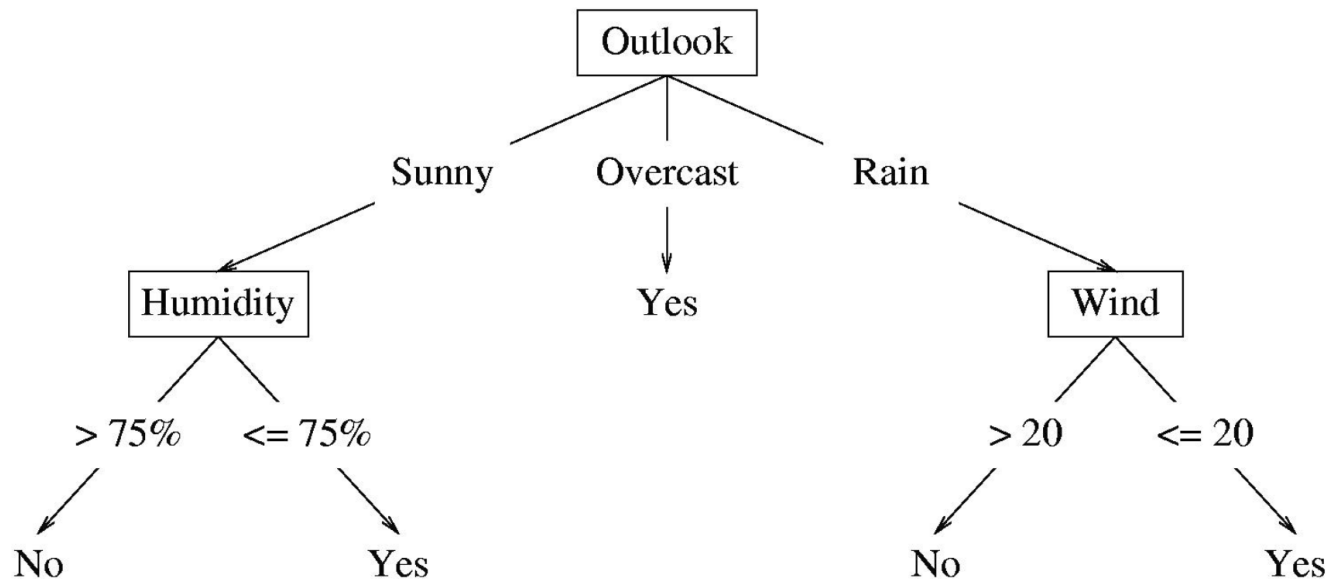 Outlook
Sunny Overcast Rain
Humidity Yes Wind
> 75% <= 75% > 20 <= 20
No Yes No Yes